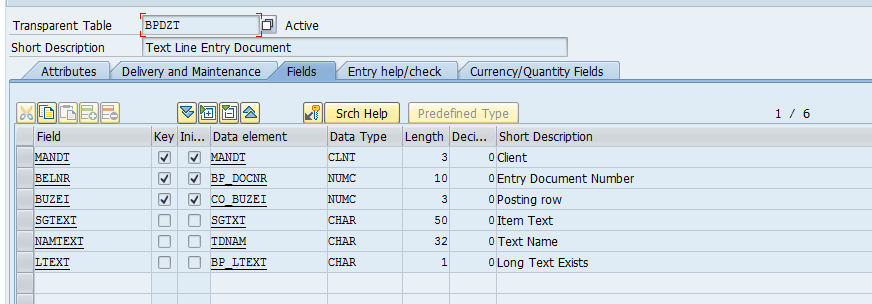 Transparent Table BPDZT Active
Short Description Text Line Entry Document
Attributes Delivery and Maintenance Fields Entry help/check Currency/Quantity Fields
Srch Help Predefined Type 1 / 6
Field Key Ini... Data element Data Type Length Deci... Short Description
MANDT MANDT CLNT 3 0 Client
BELNR BP_DOCNR NUMC 10 0 Entry Document Number
BUZEI CO_BUZEI NUMC 3 0 Posting row
SGTEXT SGTXT CHAR 50 0 Item Text
NAMTEXT TDNAM CHAR 32 0 Text Name
LTEXT BP_LTEXT CHAR 1 0 Long Text Exists